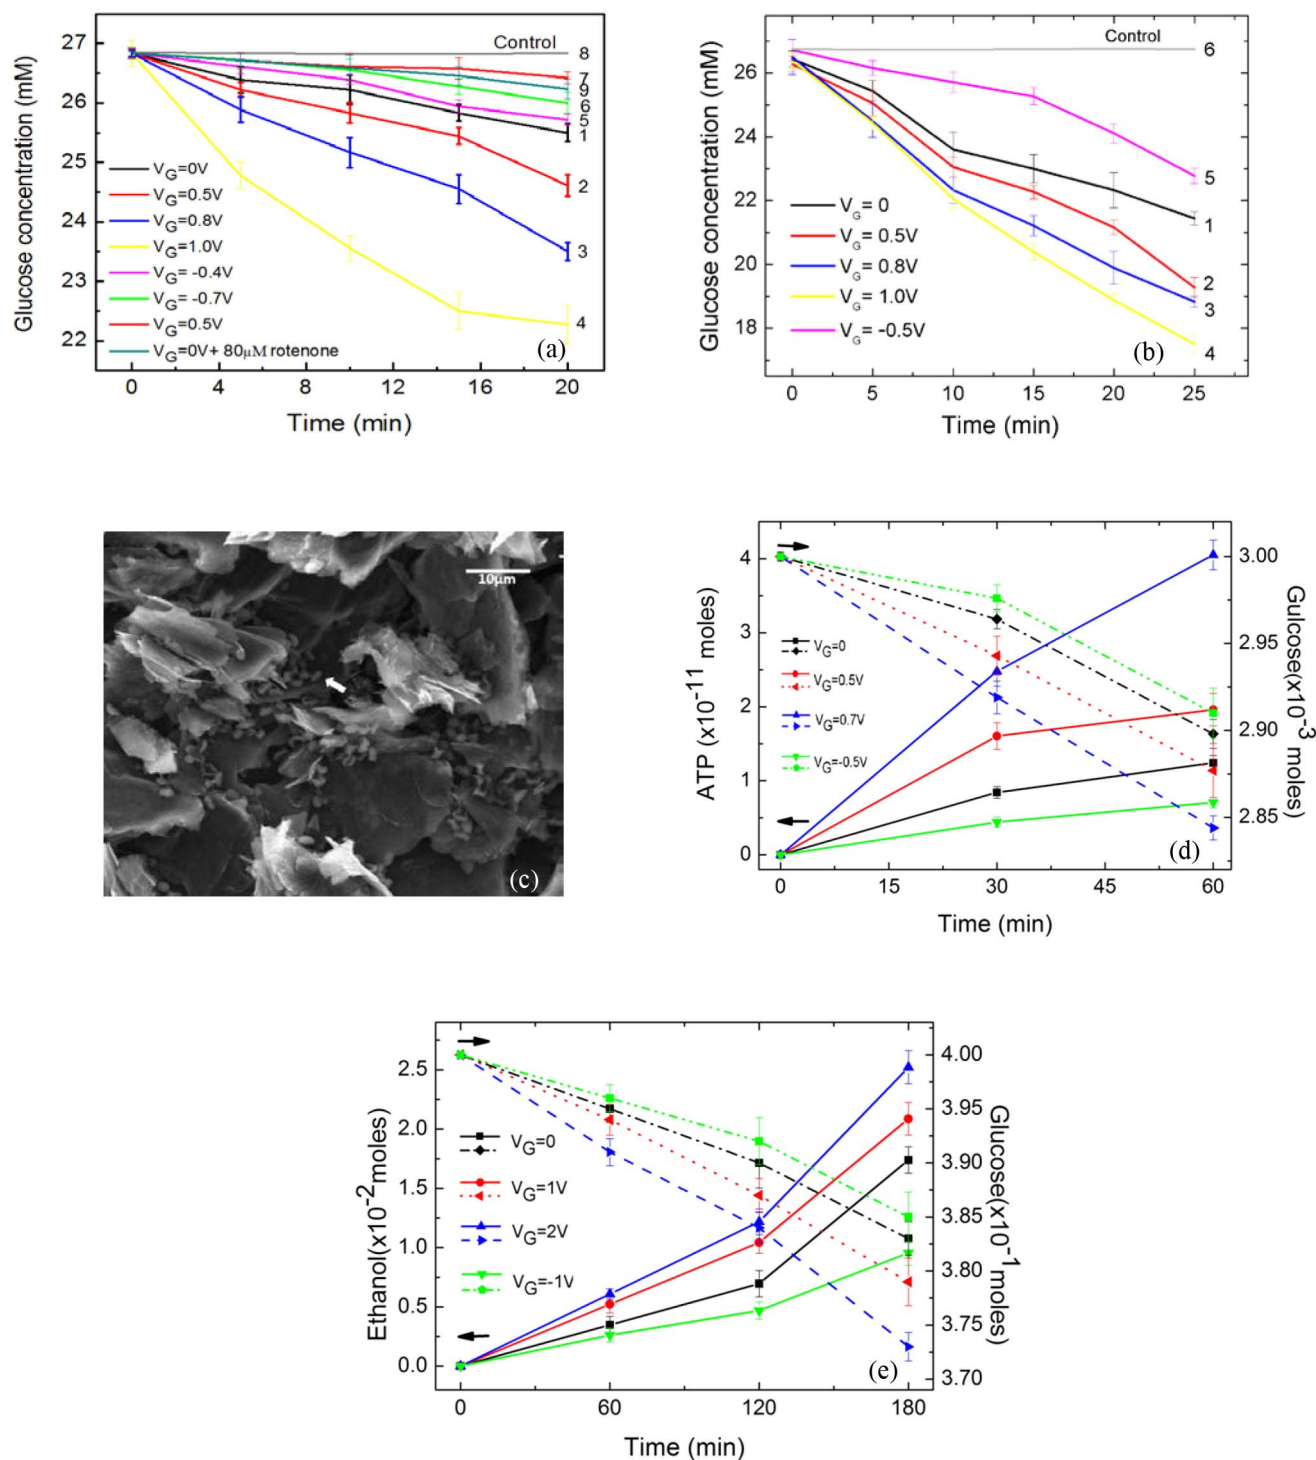 Glucose concentration (mM)
27
26
25
24
23
22
Control
8
7
9
6
5
1
2
3
4
V_G=0V
V_G=0.5V
V_G=0.8V
V_G=1.0V
V_G= -0.4V
V_G= -0.7V
V_G=0.5V
V_G=0V+ 80µM rotenone
(a)
0 4 8 12 16 20
Time (min)
Glucose concentration (mM)
26
24
22
20
18
Control
6
5
1
2
3
4
V_G= 0
V_G= 0.5V
V_G= 0.8V
V_G= 1.0V
V_G= -0.5V
(b)
0 5 10 15 20 25
Time (min)
10µm
(c)
ATP (x10^-11 moles)
4
3
2
1
0
V_G=0
V_G=0.5V
V_G=0.7V
V_G=-0.5V
3.00
2.95
2.90
2.85
Gulcose(x10^-3 moles)
(d)
0 15 30 45 60
Time (min)
Ethanol(x10^-2 moles)
2.5
2.0
1.5
1.0
0.5
0.0
V_G=0
V_G=1V
V_G=2V
V_G=-1V
4.00
3.95
3.90
3.85
3.80
3.75
3.70
Glucose(x10^-1 moles)
(e)
0 60 120 180
Time (min)